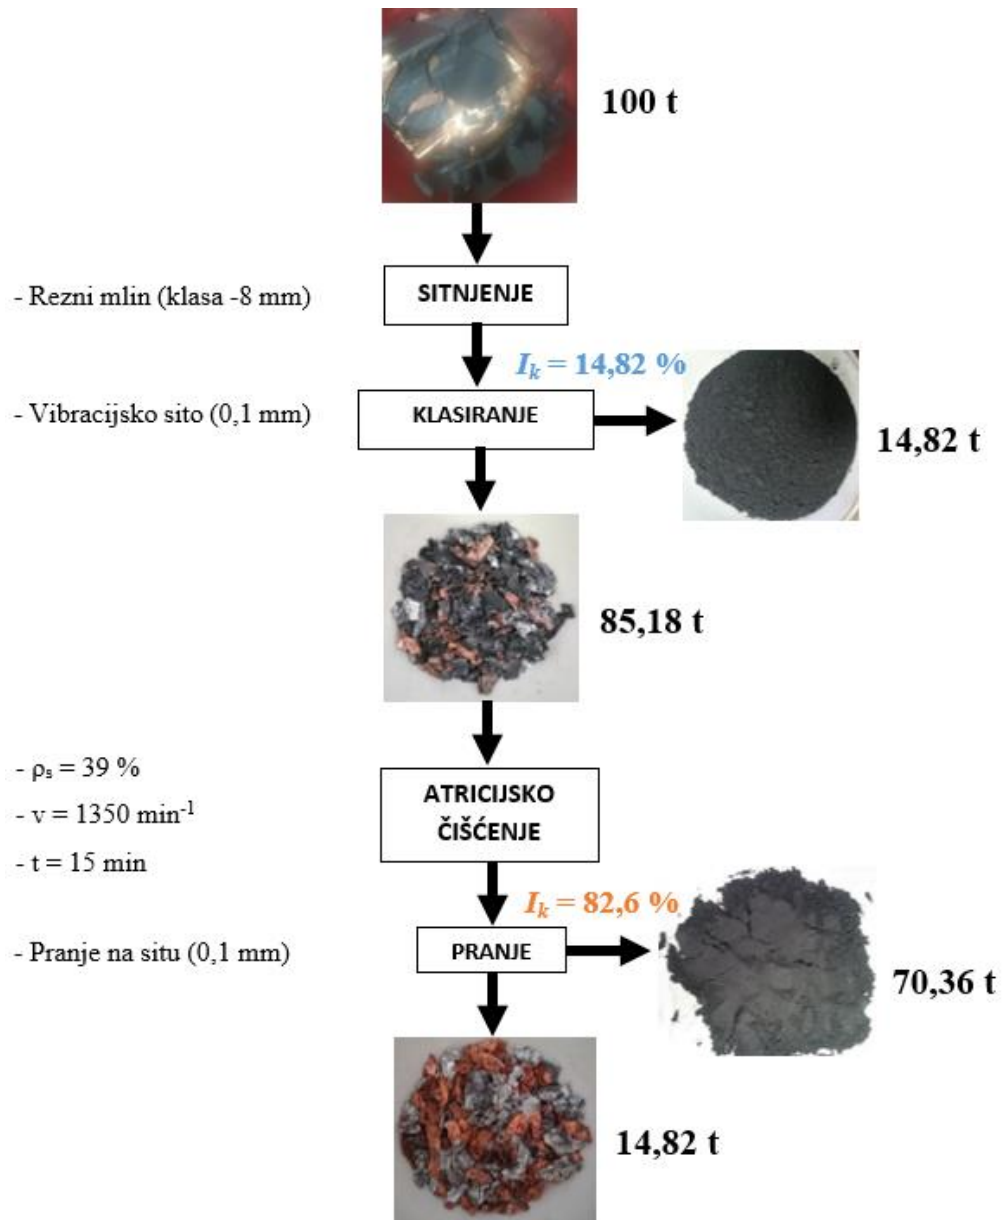 100 t
- Rezni mlin (klasa -8 mm)
SITNJENJE
Iₖ = 14,82 %
- Vibracijsko sito (0,1 mm)
KLASIRANJE
14,82 t
85,18 t
- ρₛ = 39 %
- v = 1350 min⁻¹
- t = 15 min
ATRICIJSKO
ČIŠĆENJE
Iₖ = 82,6 %
- Pranje na situ (0,1 mm)
PRANJE
70,36 t
14,82 t